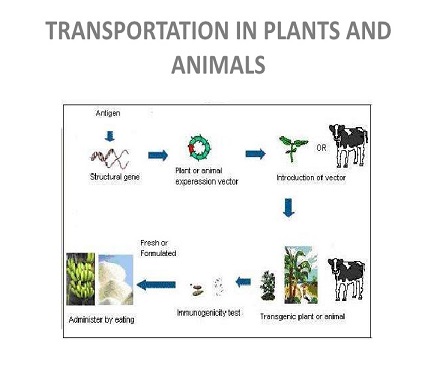 TRANSPORTATION IN PLANTS AND
ANIMALS
Antigen
Structural gene
Plant or animal
experession vector
OR
Introduction of vector
Fresh or
Formulated
Administer by eating
Immunogenicity test
Transgenic plant or animal